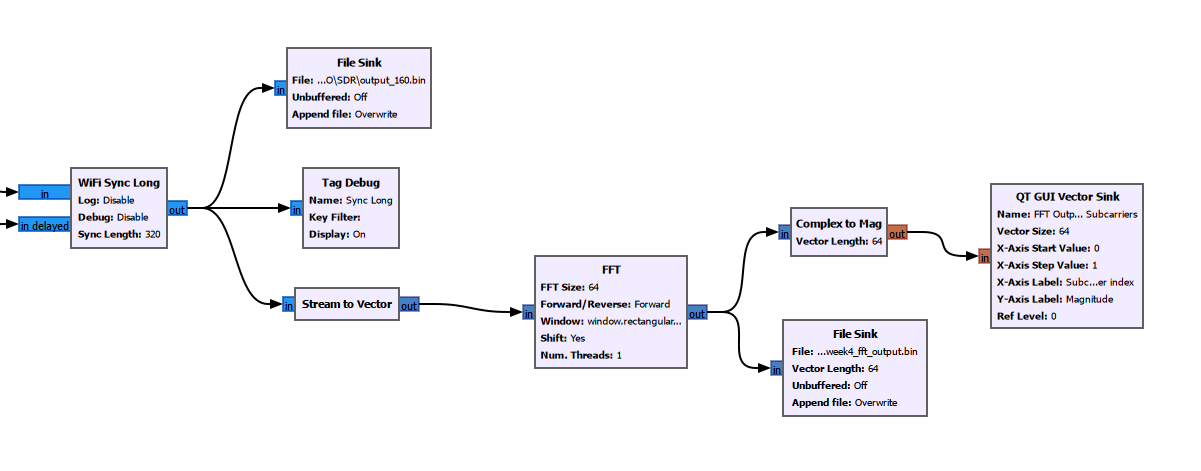 File Sink
File: ...O\SDR\output_160.bin
in
Unbuffered: Off
Append file: Overwrite
WiFi Sync Long
in
Log: Disable
Debug: Disable
out
in delayed
Sync Length: 320
Tag Debug
Name: Sync Long
in
Key Filter:
Display: On
Stream to Vector
in
out
FFT
FFT Size: 64
Forward/Reverse: Forward
in
Window: window.rectangular...
out
Shift: Yes
Num. Threads: 1
Complex to Mag
in
out
Vector Length: 64
File Sink
File: ...week4_fft_output.bin
in
Vector Length: 64
Unbuffered: Off
Append file: Overwrite
QT GUI Vector Sink
Name: FFT Outp... Subcarriers
Vector Size: 64
X-Axis Start Value: 0
in
X-Axis Step Value: 1
X-Axis Label: Subc...er index
Y-Axis Label: Magnitude
Ref Level: 0